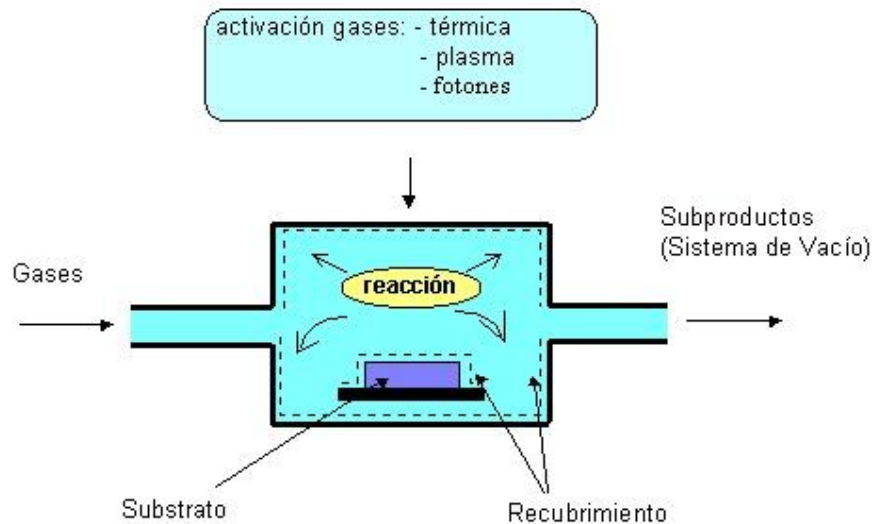 activación gases: - térmica
- plasma
- fotones
Subproductos
(Sistema de Vacío)
Gases
reacción
Substrato
Recubrimiento